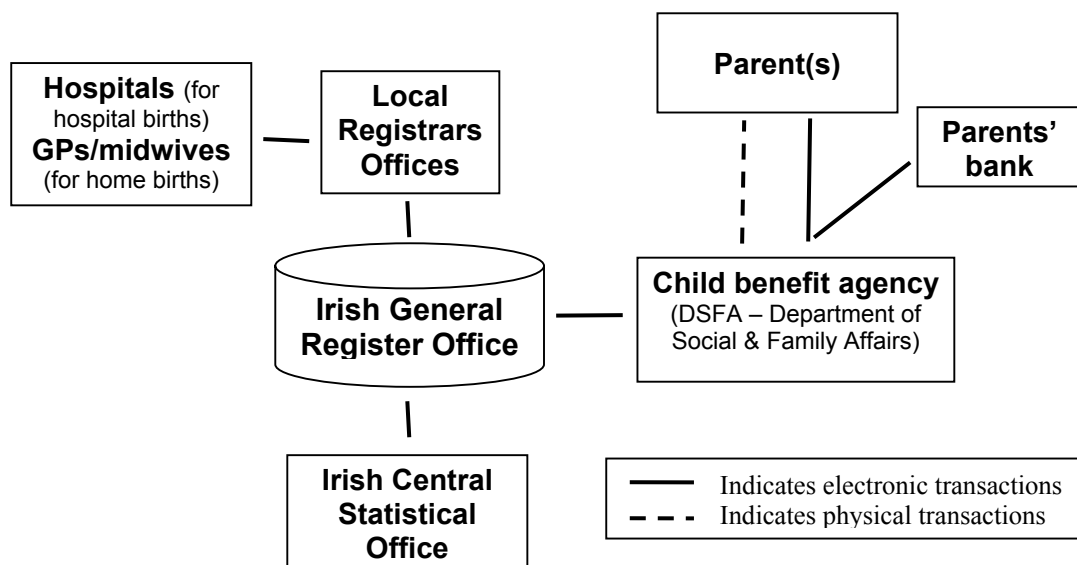 Hospitals (for
hospital births)
GPs/midwives
(for home births)
Local
Registrars
Offices
Parent(s)
Parents’
bank
Irish General
Register Office
Child benefit agency
(DSFA – Department of
Social & Family Affairs)
Irish Central
Statistical
Office
Indicates electronic transactions
Indicates physical transactions